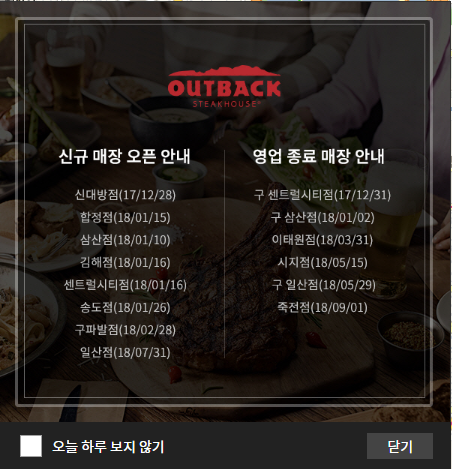 OUTBACK
STEAKHOUSE
신규 매장 오픈 안내
신대방점(17/12/28)
합정점(18/01/15)
삼산점(18/01/10)
김해점(18/01/16)
센트럴시티점(18/01/16)
송도점(18/01/26)
구파발점(18/02/28)
일산점(18/07/31)
영업 종료 매장 안내
구 센트럴시티점(17/12/31)
구 삼산점(18/01/02)
이태원점(18/03/31)
시지점(18/05/15)
구 일산점(18/05/29)
죽전점(18/09/01)
오늘 하루 보지 않기
닫기